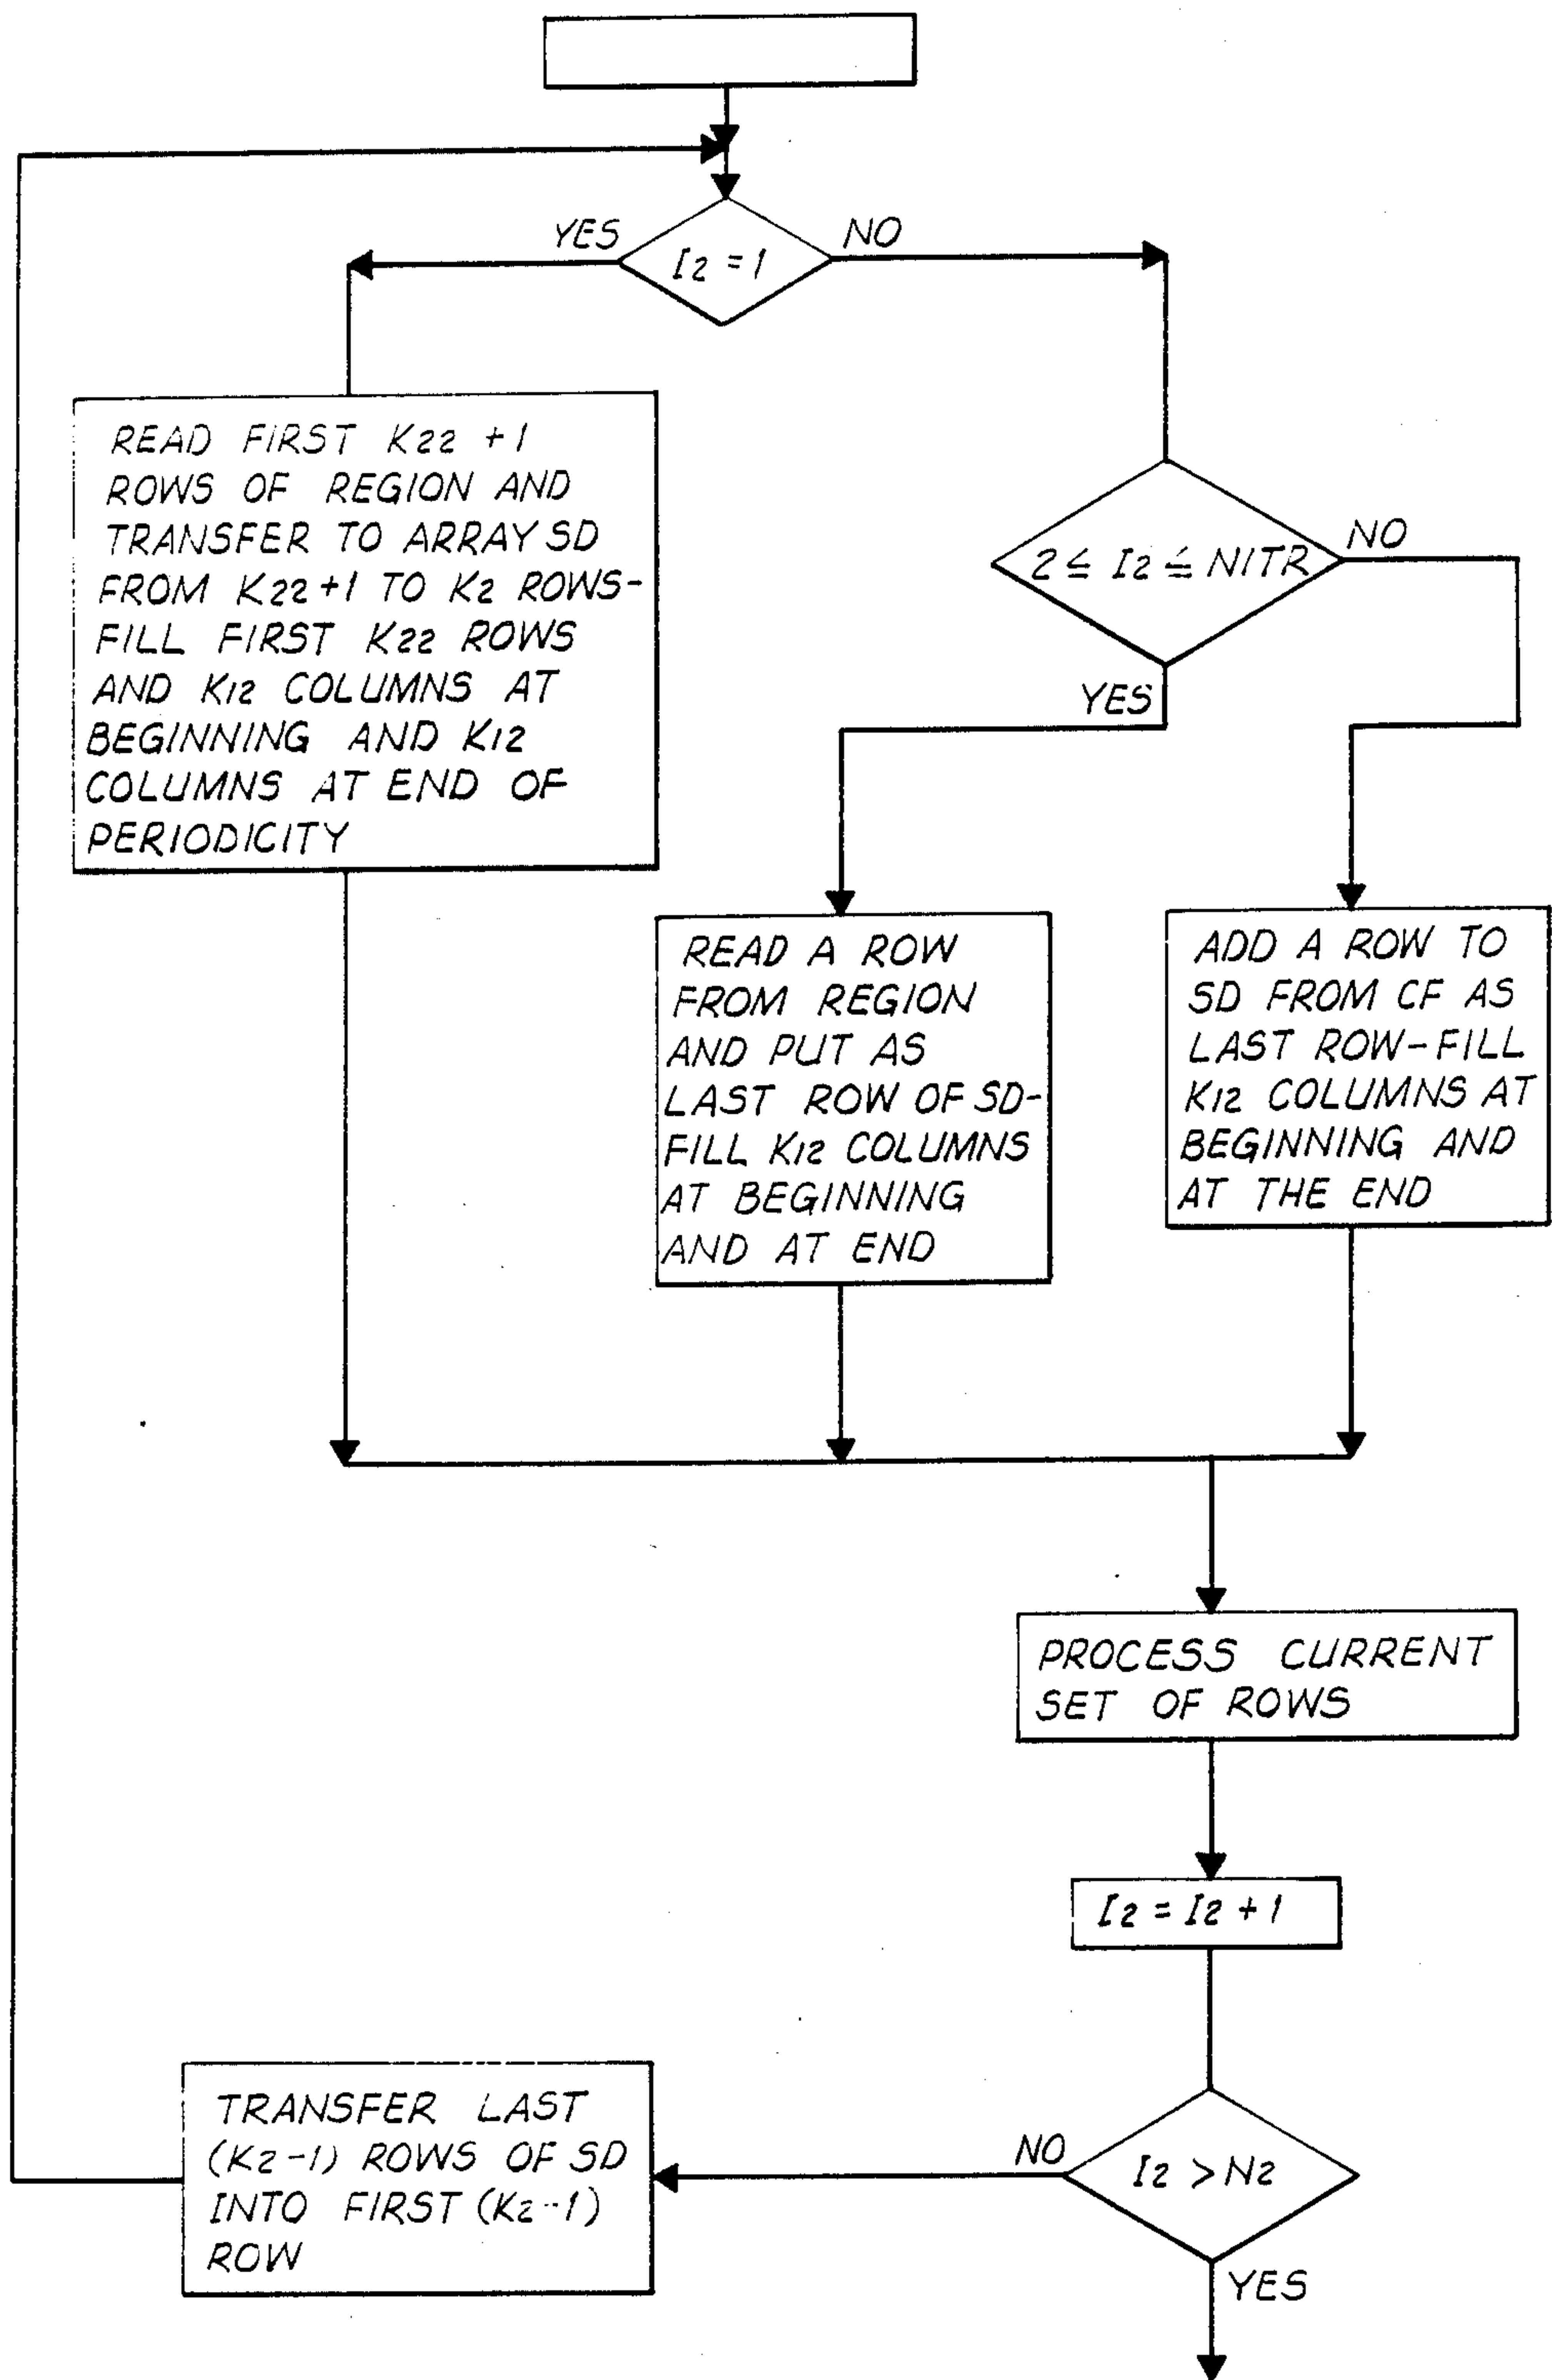 YES
NO
I2 = 1
READ FIRST K22 + 1
ROWS OF REGION AND
TRANSFER TO ARRAY SD
FROM K22+1 TO K2 ROWS-
FILL FIRST K22 ROWS
AND K12 COLUMNS AT
BEGINNING AND K12
COLUMNS AT END OF
PERIODICITY
2 ≤ I2 ≤ NITR
NO
YES
READ A ROW
FROM REGION
AND PUT AS
LAST ROW OF SD-
FILL K12 COLUMNS
AT BEGINNING
AND AT END
ADD A ROW TO
SD FROM CF AS
LAST ROW-FILL
K12 COLUMNS AT
BEGINNING AND
AT THE END
PROCESS CURRENT
SET OF ROWS
I2 = I2 + 1
I2 > N2
NO
YES
TRANSFER LAST
(K2-1) ROWS OF SD
INTO FIRST (K2-1)
ROW